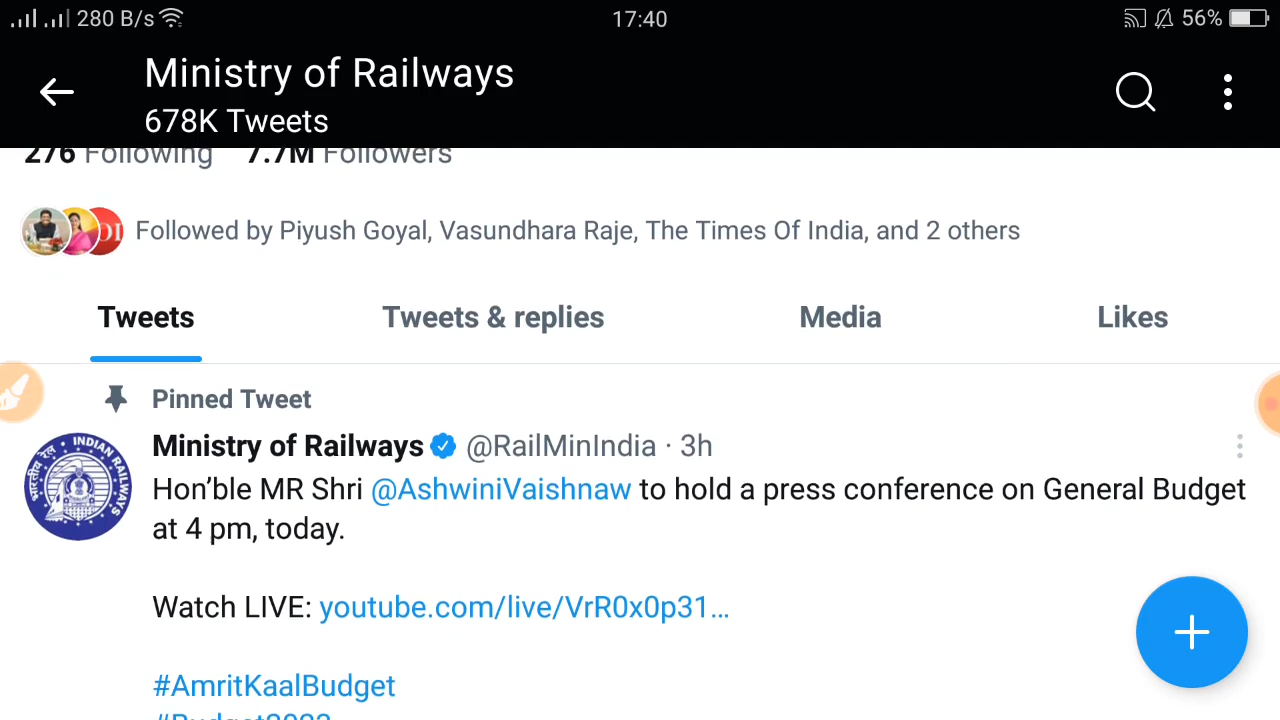 280 B/s 17:40 56%
Ministry of Railways
678K Tweets
276 Following 7.7M Followers
Followed by Piyush Goyal, Vasundhara Raje, The Times Of India, and 2 others
Tweets Tweets & replies Media Likes
Pinned Tweet
Ministry of Railways @RailMinIndia · 3h
Hon’ble MR Shri @AshwiniVaishnaw to hold a press conference on General Budget
at 4 pm, today.
Watch LIVE: youtube.com/live/VrR0x0p31…
#AmritKaalBudget
भारतीय रेल INDIAN RAILWAYS